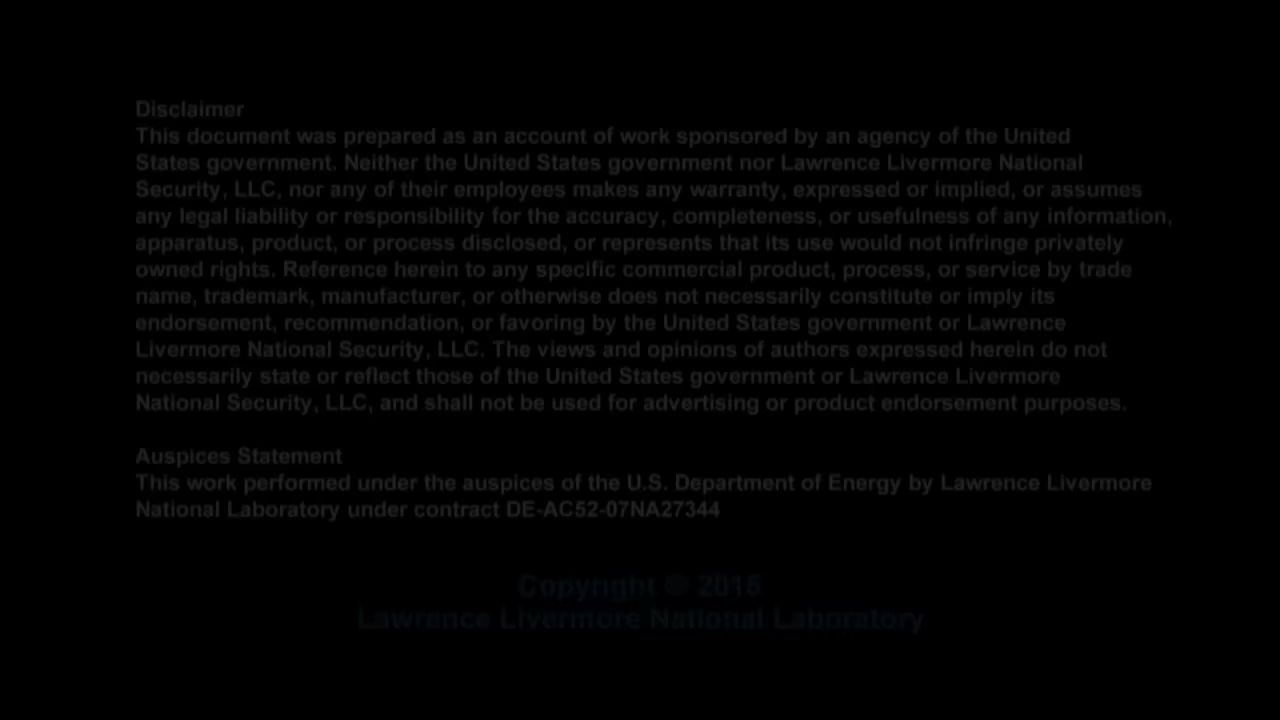 Disclaimer
This document was prepared as an account of work sponsored by an agency of the United
States government. Neither the United States government nor Lawrence Livermore National
Security, LLC, nor any of their employees makes any warranty, expressed or implied, or assumes
any legal liability or responsibility for the accuracy, completeness, or usefulness of any information,
apparatus, product, or process disclosed, or represents that its use would not infringe privately
owned rights. Reference herein to any specific commercial product, process, or service by trade
name, trademark, manufacturer, or otherwise does not necessarily constitute or imply its
endorsement, recommendation, or favoring by the United States government or Lawrence
Livermore National Security, LLC. The views and opinions of authors expressed herein do not
necessarily state or reflect those of the United States government or Lawrence Livermore
National Security, LLC, and shall not be used for advertising or product endorsement purposes.
Auspices Statement
This work performed under the auspices of the U.S. Department of Energy by Lawrence Livermore
National Laboratory under contract DE-AC52-07NA27344
Copyright © 2015
Lawrence Livermore National Laboratory